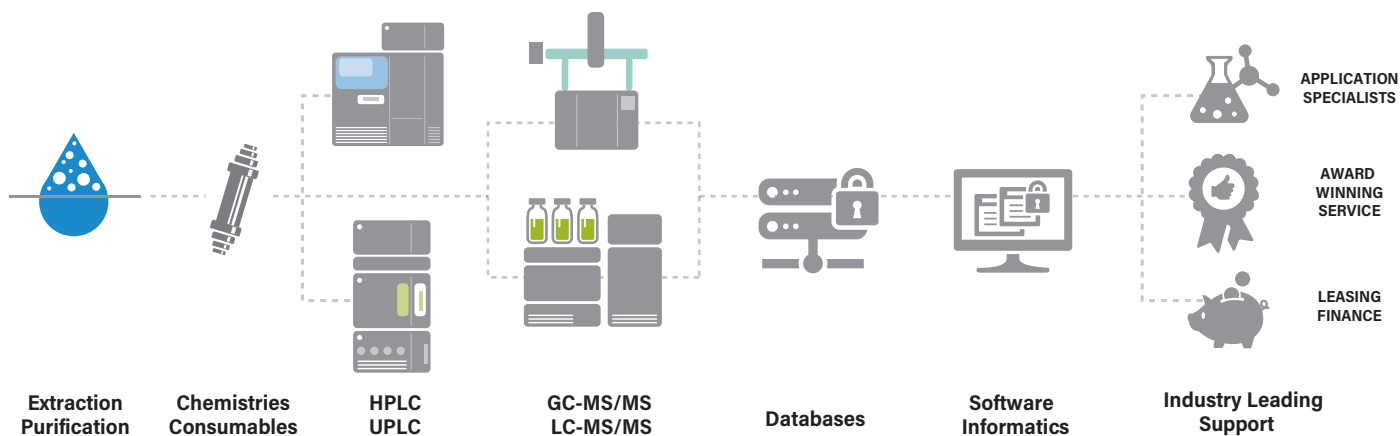 APPLICATION
SPECIALISTS
AWARD
WINNING
SERVICE
LEASING
FINANCE
Extraction
Purification
Chemistries
Consumables
HPLC
UPLC
GC-MS/MS
LC-MS/MS
Databases
Software
Informatics
Industry Leading
Support